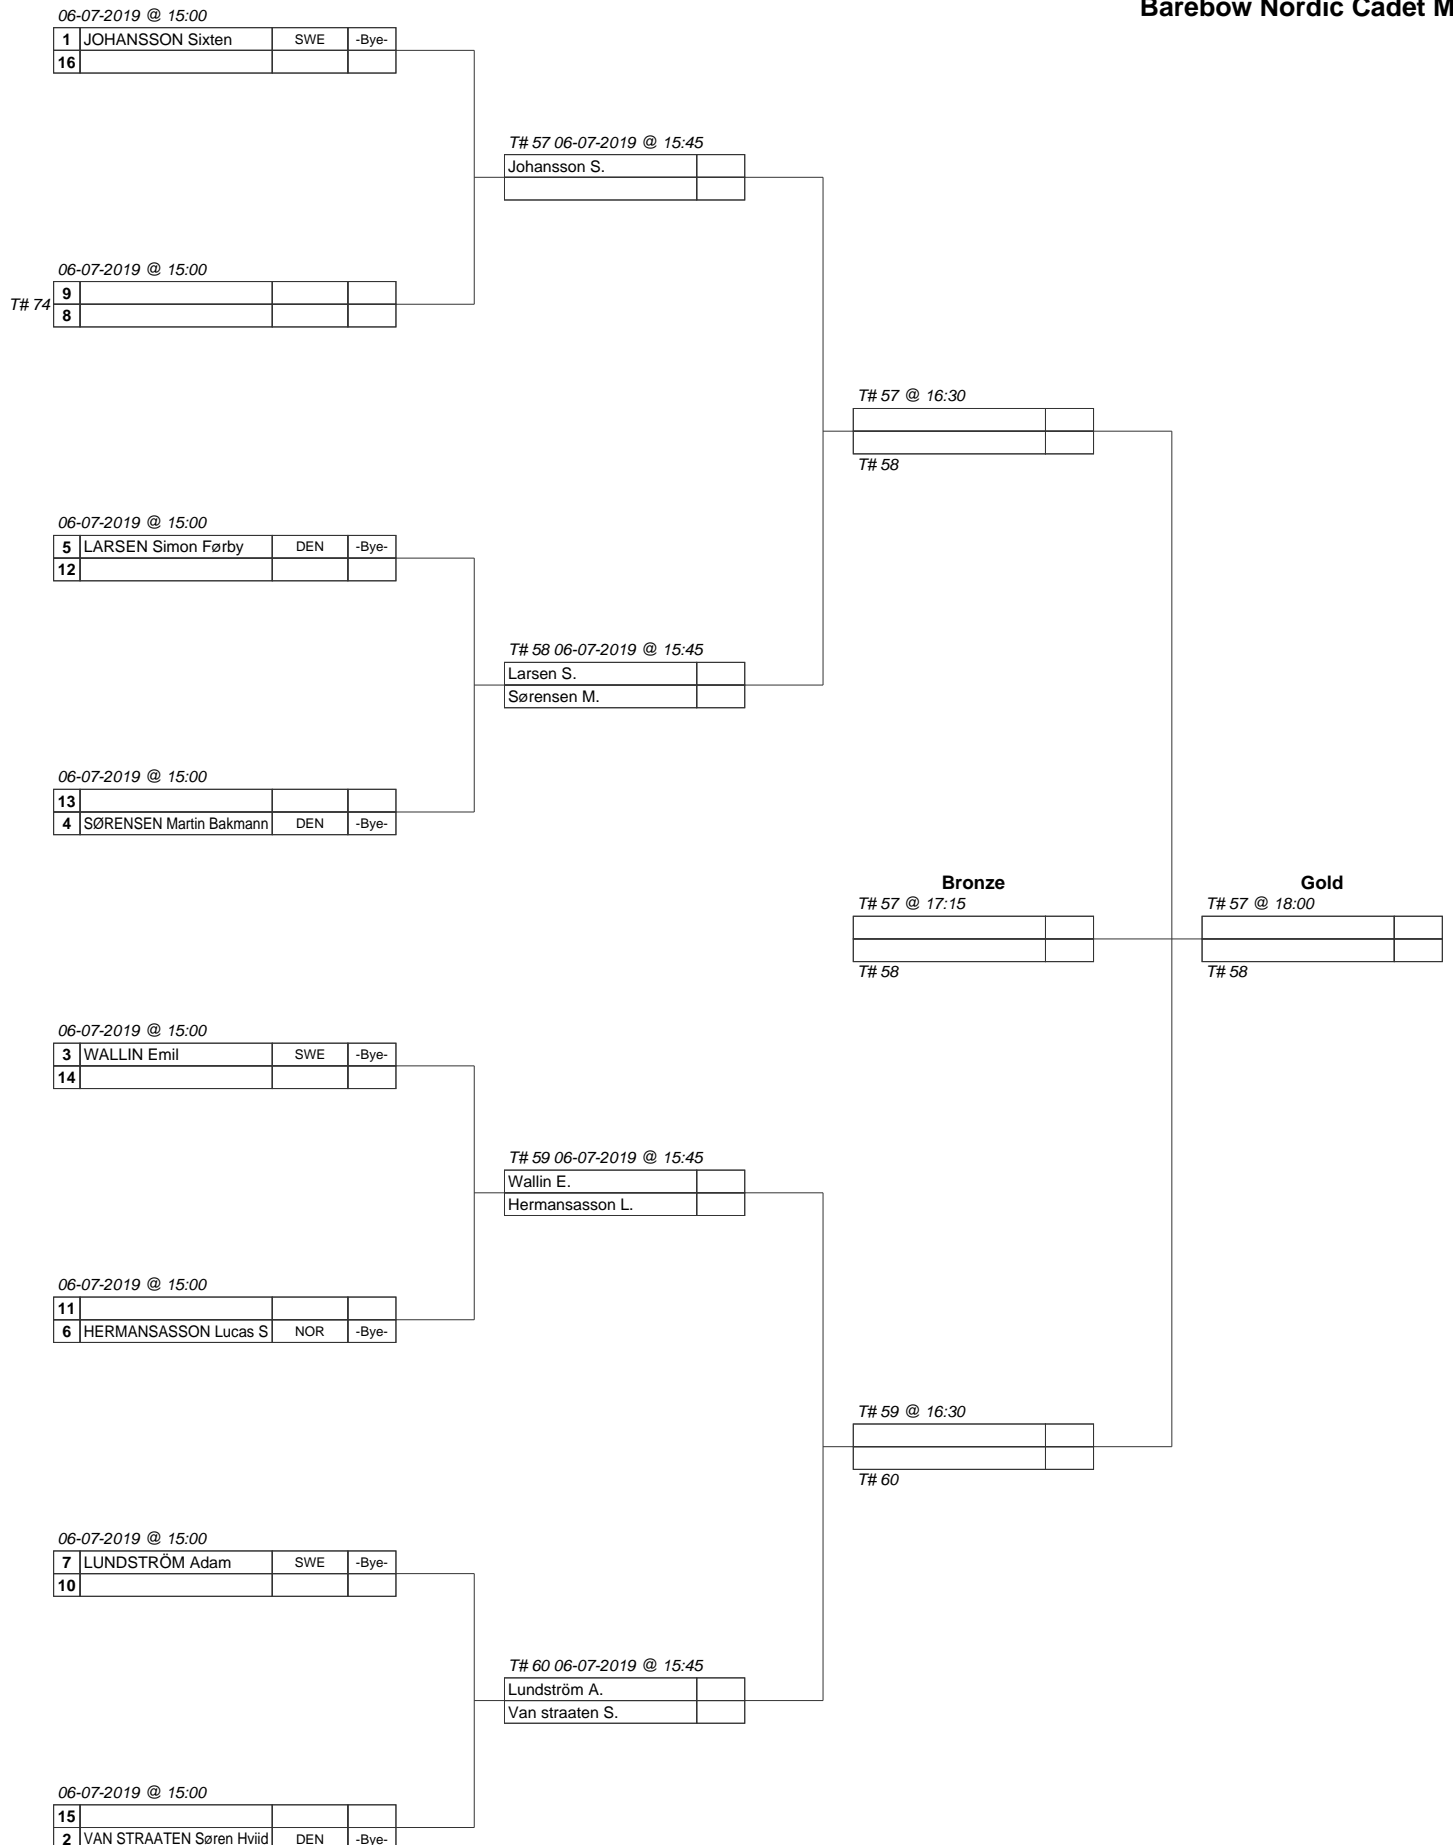 Barebow Nordic Cadet M
06-07-2019 @ 15:00
1 JOHANSSON Sixten SWE -Bye-
16
T# 57 06-07-2019 @ 15:45
Johansson S.
06-07-2019 @ 15:00
9
T# 74
8
T# 57 @ 16:30
T# 58
06-07-2019 @ 15:00
5 LARSEN Simon Førby DEN -Bye-
12
T# 58 06-07-2019 @ 15:45
Larsen S.
Sørensen M.
06-07-2019 @ 15:00
13
4 SØRENSEN Martin Bakmann DEN -Bye-
Bronze
T# 57 @ 17:15
T# 58
Gold
T# 57 @ 18:00
T# 58
06-07-2019 @ 15:00
3 WALLIN Emil SWE -Bye-
14
T# 59 06-07-2019 @ 15:45
Wallin E.
Hermansasson L.
06-07-2019 @ 15:00
11
6 HERMANSASSON Lucas S NOR -Bye-
T# 59 @ 16:30
T# 60
06-07-2019 @ 15:00
7 LUNDSTRÖM Adam SWE -Bye-
10
T# 60 06-07-2019 @ 15:45
Lundström A.
Van straaten S.
06-07-2019 @ 15:00
15
2 VAN STRAATEN Søren Hviid DEN -Bye-